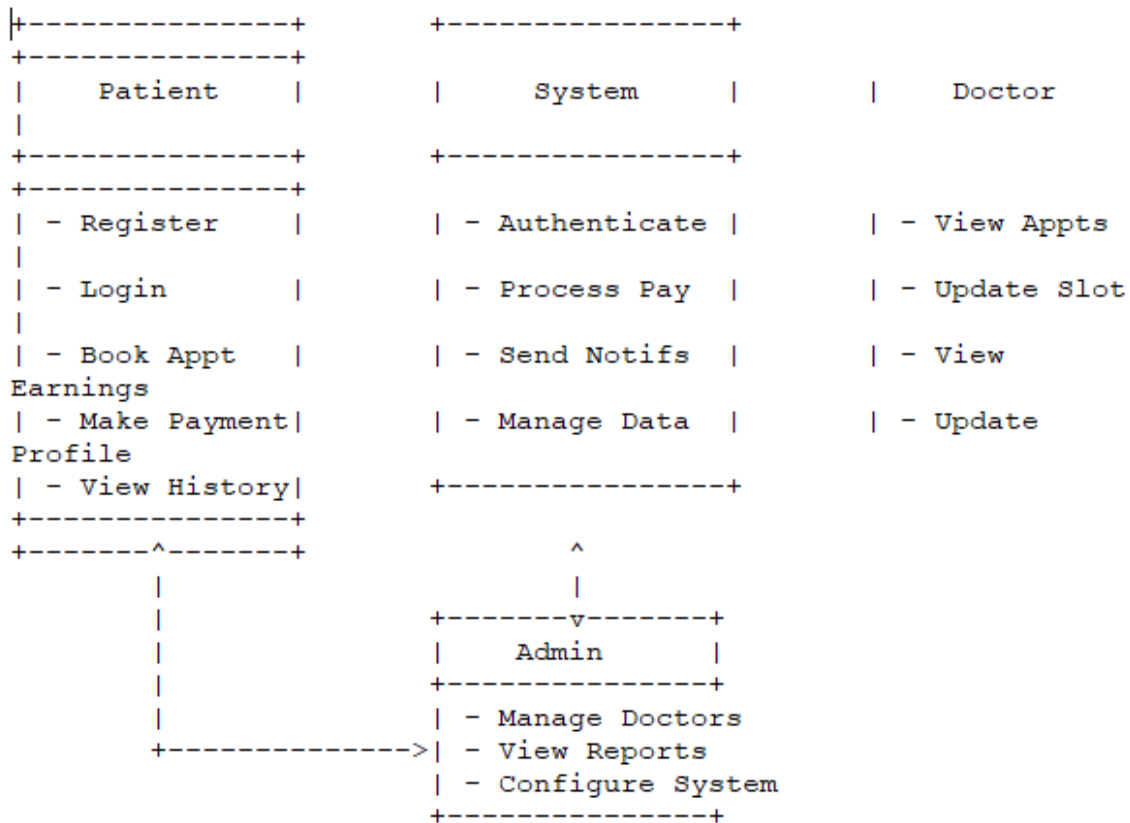 +---------------+       +----------------+
+---------------+
|    Patient    |       |     System     |       |    Doctor
|
+---------------+       +----------------+
+---------------+
| - Register    |       | - Authenticate |       | - View Appts
|
| - Login       |       | - Process Pay  |       | - Update Slot
|
| - Book Appt   |       | - Send Notifs  |       | - View
Earnings
| - Make Payment|       | - Manage Data  |       | - Update
Profile
| - View History|       +----------------+
+---------------+
+-------^-------+               ^
        |                       |
        |               +-------v-------+
        |               |    Admin      |
        |               +---------------+
        |               | - Manage Doctors
        +-------------->| - View Reports
                        | - Configure System
                        +---------------+